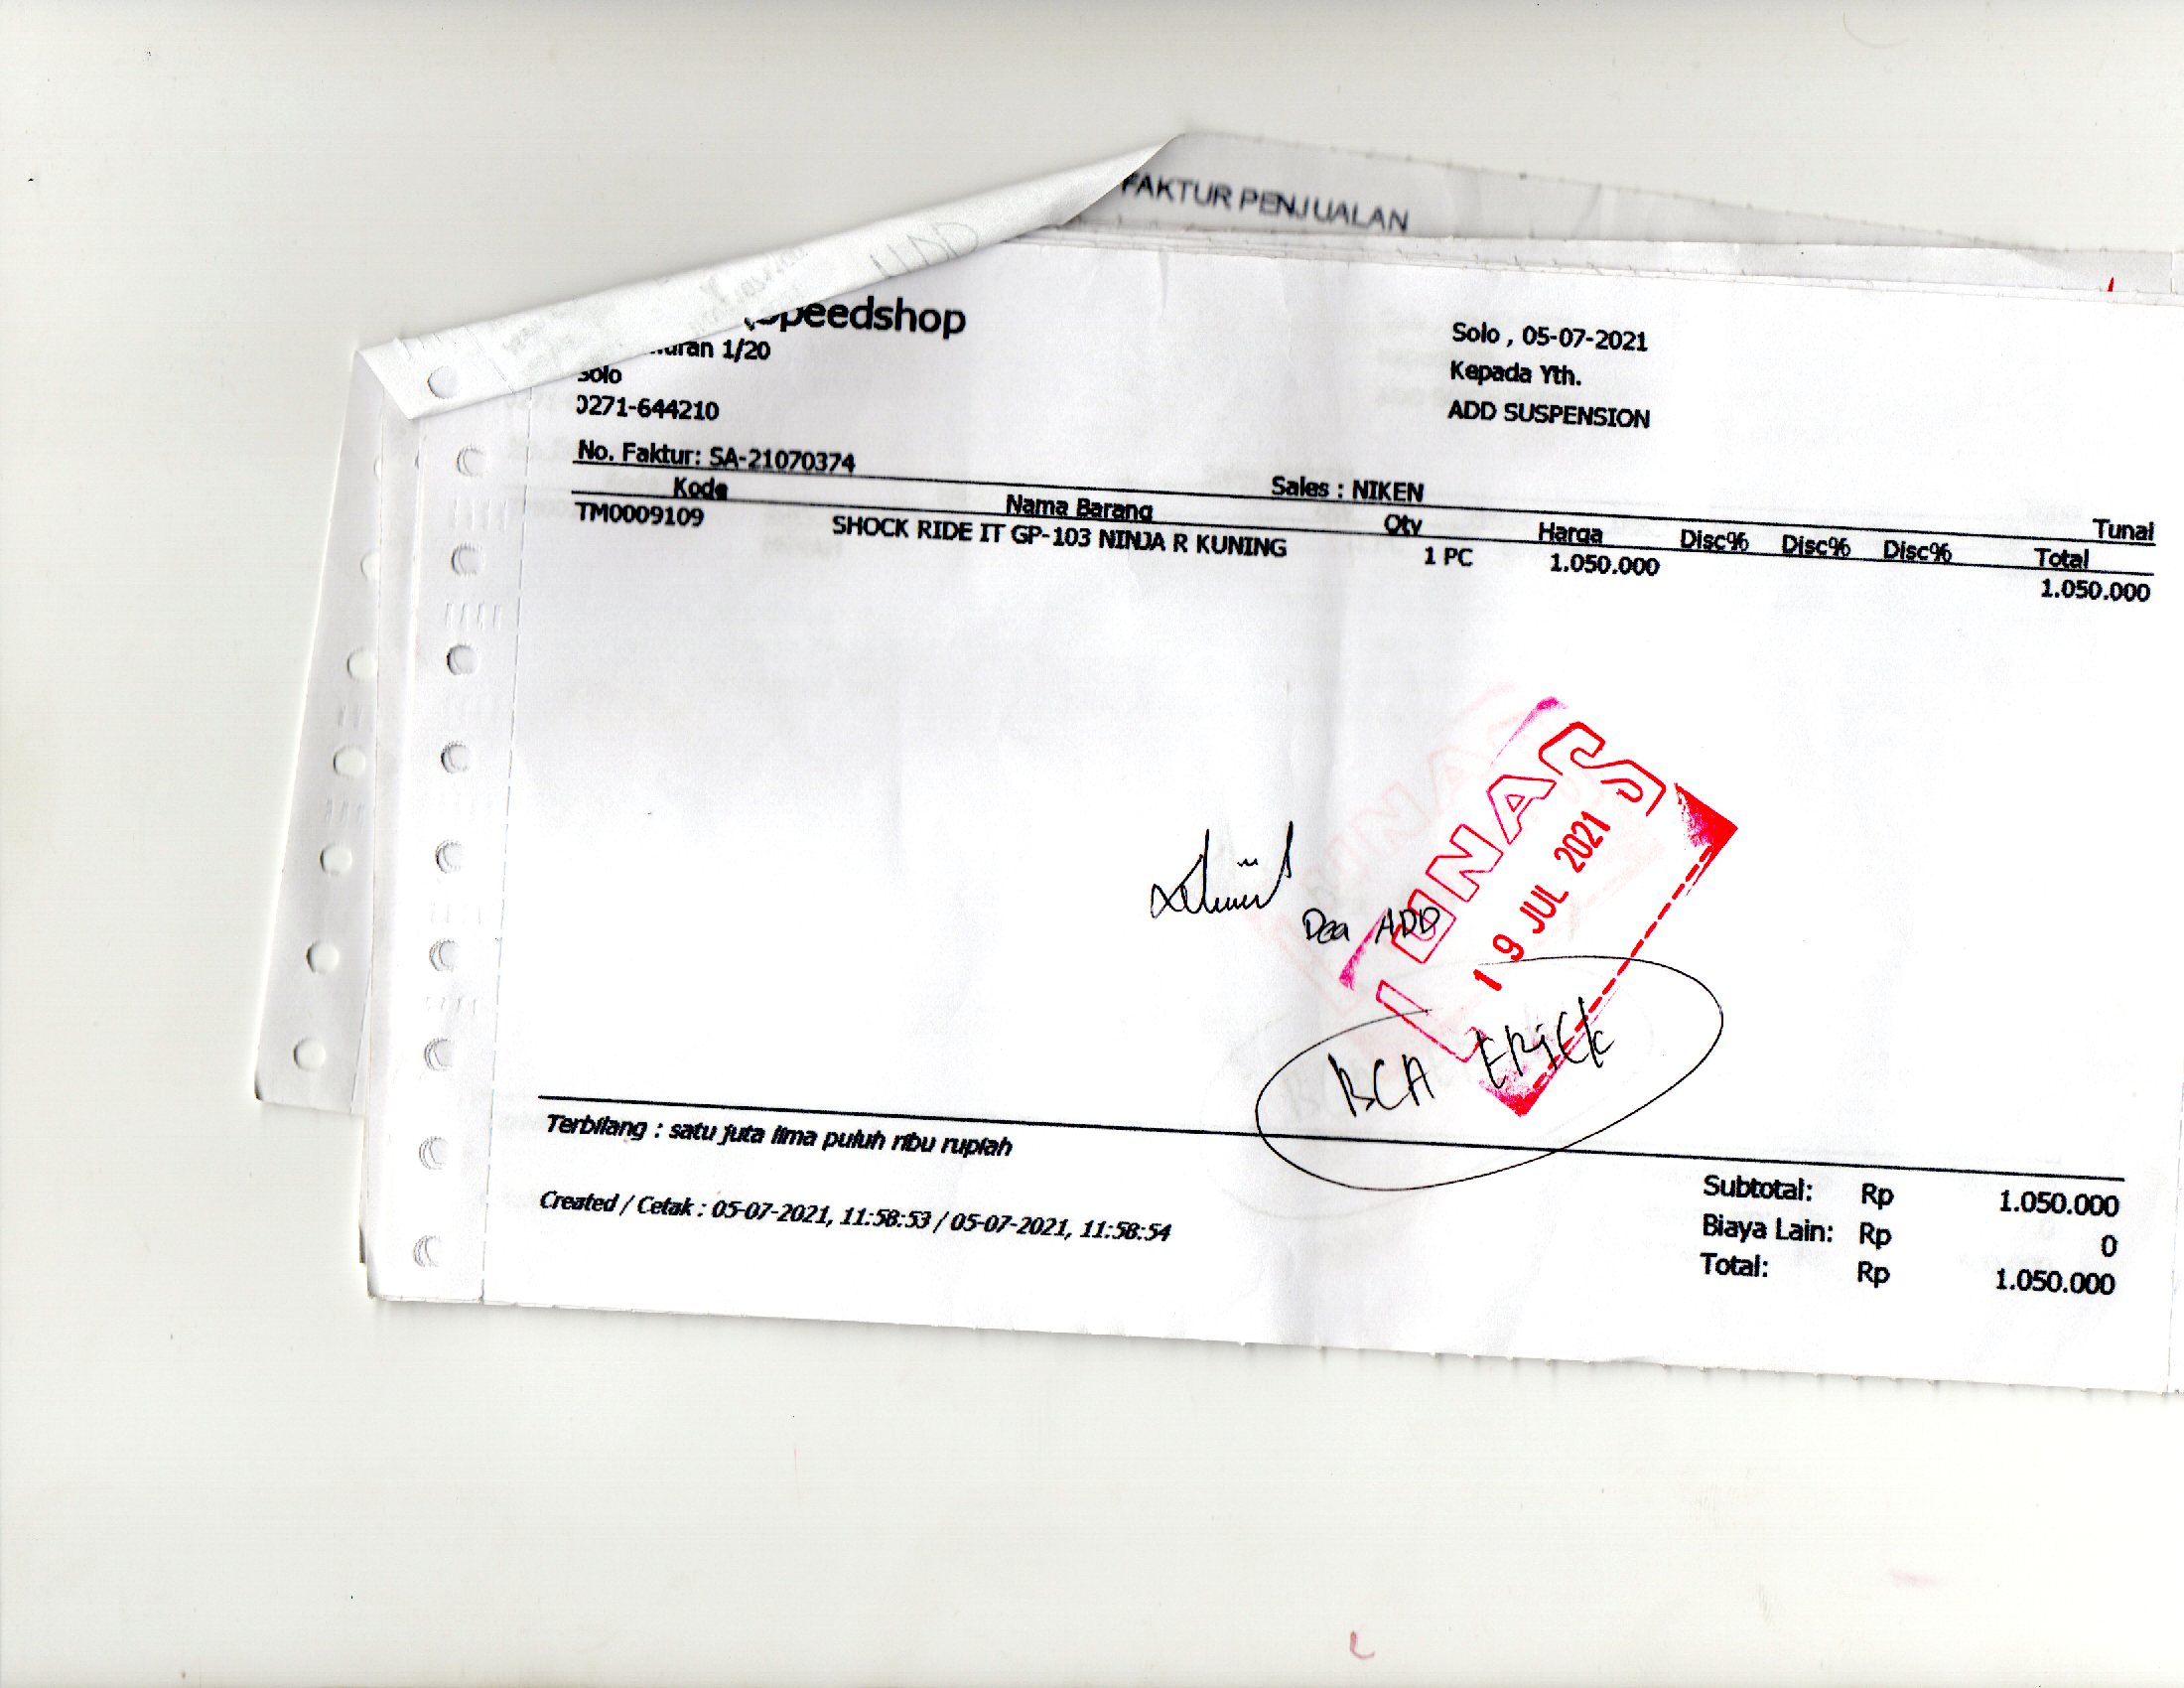 FAKTUR PENJUALAN
Speedshop
1/20
Solo
0271-644210
Solo , 05-07-2021
Kepada Yth.
ADD SUSPENSION
No. Faktur: SA-21070374
Sales : NIKEN
Tunai
Kode Nama Barang Qty Harga Disc% Disc% Disc% Total
TM0009109 SHOCK RIDE IT GP-103 NINJA R KUNING 1 PC 1.050.000 1.050.000
LUNAS
19 JUL 2021
Dea ADD
BCA ERICK
Terbilang : satu juta lima puluh ribu rupiah
Created / Cetak : 05-07-2021, 11:58:53 / 05-07-2021, 11:58:54
Subtotal: Rp 1.050.000
Biaya Lain: Rp 0
Total: Rp 1.050.000